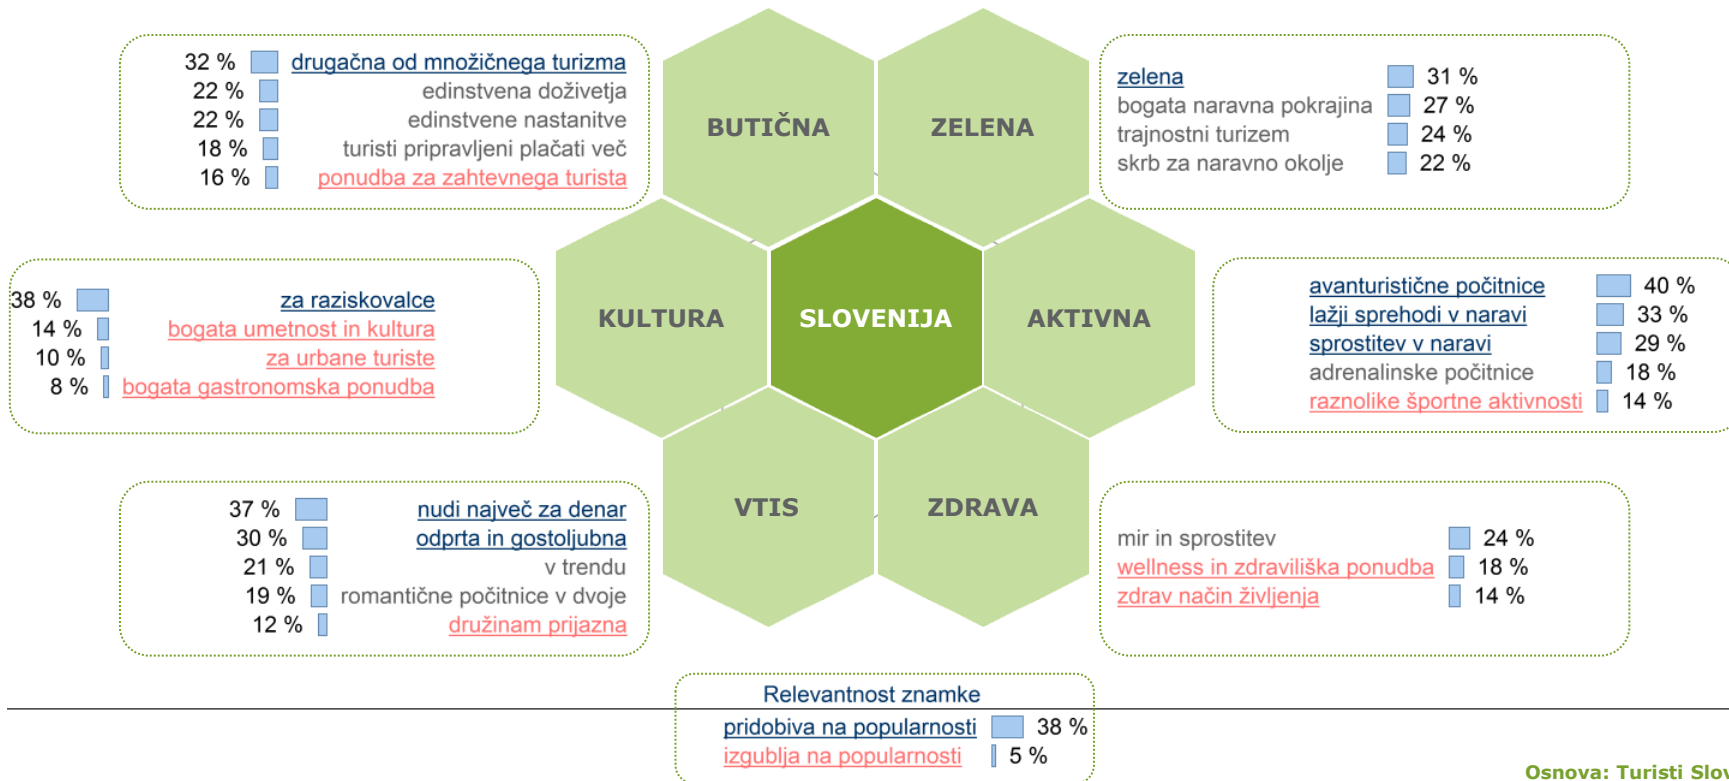 32 % drugačna od množičnega turizma
22 % edinstvena doživetja
22 % edinstvene nastanitve
18 % turisti pripravljeni plačati več
16 % ponudba za zahtevnega turista
BUTIČNA
ZELENA
zelena 31 %
bogata naravna pokrajina 27 %
trajnostni turizem 24 %
skrb za naravno okolje 22 %
38 % za raziskovalce
14 % bogata umetnost in kultura
10 % za urbane turiste
8 % bogata gastronomska ponudba
KULTURA
SLOVENIJA
AKTIVNA
avanturistične počitnice 40 %
lažji sprehodi v naravi 33 %
sprostitev v naravi 29 %
adrenalinske počitnice 18 %
raznolike športne aktivnosti 14 %
37 % nudi največ za denar
30 % odprta in gostoljubna
21 % v trendu
19 % romantične počitnice v dvoje
12 % družinam prijazna
VTIS
ZDRAVA
mir in sprostitev 24 %
wellness in zdraviliška ponudba 18 %
zdrav način življenja 14 %
Relevantnost znamke
pridobiva na popularnosti 38 %
izgublja na popularnosti 5 %
Osnova: Turisti Slov